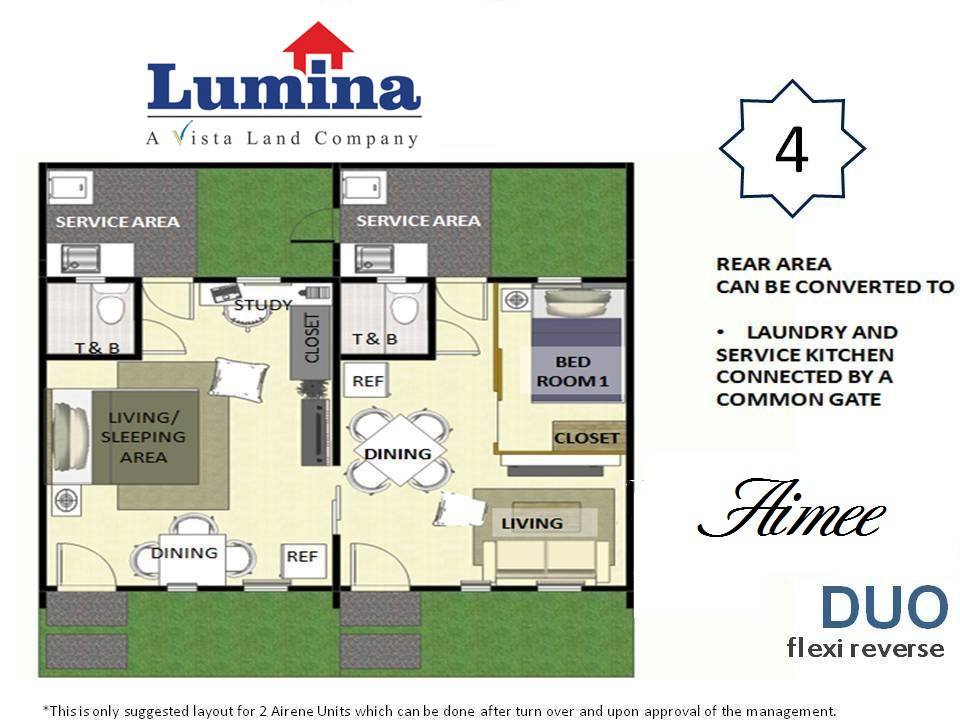 Lumina
A Vista Land Company
4
SERVICE AREA
SERVICE AREA
REAR AREA
CAN BE CONVERTED TO
• LAUNDRY AND
SERVICE KITCHEN
CONNECTED BY A
COMMON GATE
STUDY
T & B
CLOSET
T & B
REF
BED
ROOM 1
LIVING/
SLEEPING
AREA
DINING
CLOSET
LIVING
DINING
REF
Aimee
DUO
flexi reverse
*This is only suggested layout for 2 Airene Units which can be done after turn over and upon approval of the management.